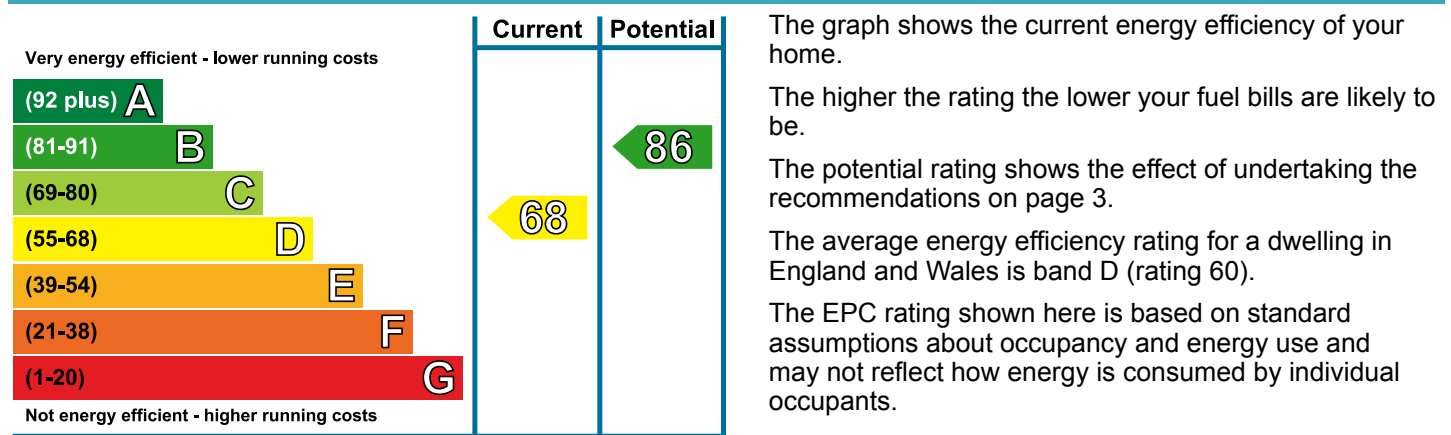 Current Potential
Very energy efficient - lower running costs
(92 plus) A
(81-91) B
86
(69-80) C
68
(55-68) D
(39-54) E
(21-38) F
(1-20) G
Not energy efficient - higher running costs
The graph shows the current energy efficiency of your
home.
The higher the rating the lower your fuel bills are likely to
be.
The potential rating shows the effect of undertaking the
recommendations on page 3.
The average energy efficiency rating for a dwelling in
England and Wales is band D (rating 60).
The EPC rating shown here is based on standard
assumptions about occupancy and energy use and
may not reflect how energy is consumed by individual
occupants.